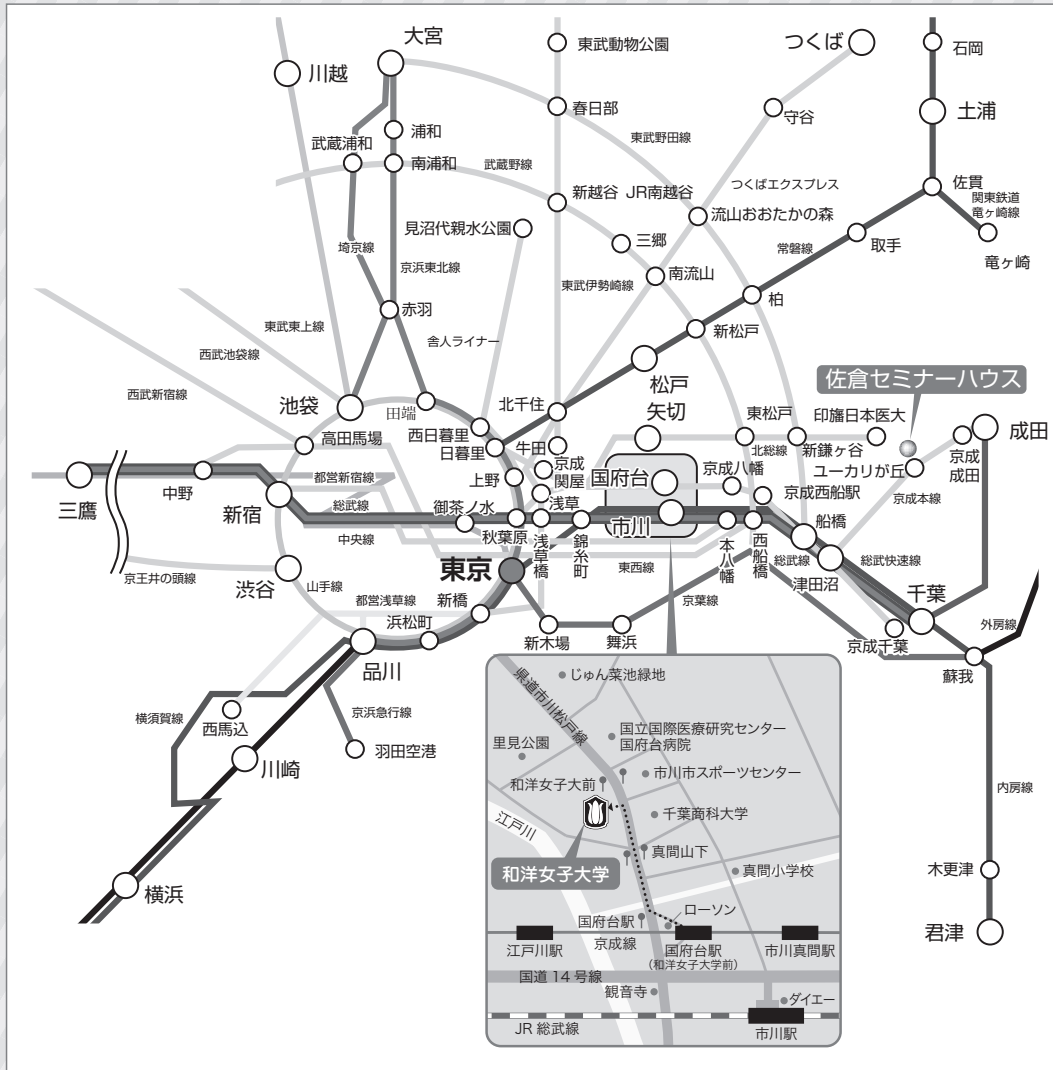 大宮
東武動物公園
つくば
石岡
川越
春日部
守谷
土浦
浦和
東武野田線
武蔵浦和
南浦和
武蔵野線
つくばエクスプレス
佐貫
新越谷 JR南越谷
関東鉄道
竜ヶ崎線
流山おおたかの森
見沼代親水公園
三郷
常磐線
取手
竜ヶ崎
埼京線
京浜東北線
南流山
東武伊勢崎線
柏
赤羽
東武東上線
舎人ライナー
新松戸
西武池袋線
西武新宿線
松戸
佐倉セミナーハウス
池袋
田端
北千住
矢切
東松戸
印旛日本医大
成田
高田馬場
西日暮里
日暮里
牛田
北総線
新鎌ヶ谷
京成
成田
京成
関屋
国府台
京成八幡
ユーカリが丘
上野
京成西船駅
京成本線
三鷹
中野
都営新宿線
新宿
総武線
御茶ノ水
浅草
市川
船橋
中央線
秋葉原
浅草橋
錦糸町
本八幡
西船橋
東京
東西線
総武線
総武快速線
津田沼
京王井の頭線
渋谷
山手線
千葉
都営浅草線
新橋
京葉線
浜松町
外房線
新木場
舞浜
京成千葉
品川
蘇我
横須賀線
西馬込
京浜急行線
羽田空港
川崎
内房線
横浜
木更津
君津
じゅん菜池緑地
県道市川松戸線
国立国際医療研究センター
国府台病院
里見公園
和洋女子大前
市川市スポーツセンター
江戸川
千葉商科大学
真間山下
和洋女子大学
真間小学校
ローソン
国府台駅
京成線
江戸川駅
国府台駅
(和洋女子大学前)
市川真間駅
国道14号線
観音寺
ダイエー
JR 総武線
市川駅